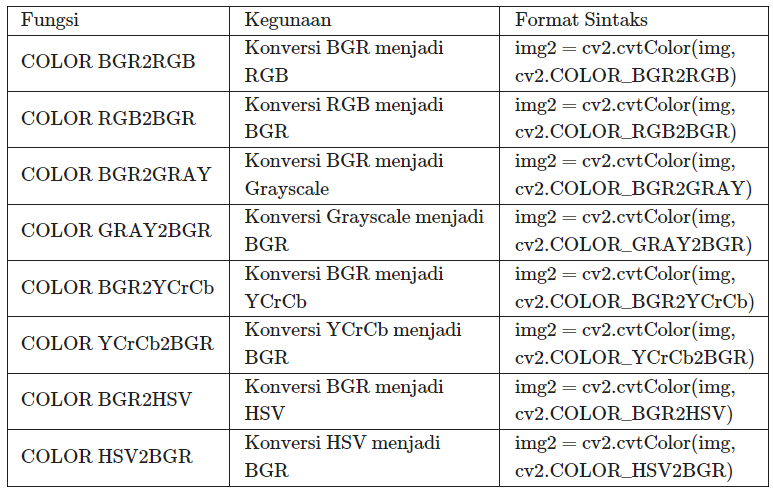 Fungsi Kegunaan Format Sintaks
COLOR BGR2RGB
Konversi BGR menjadi
RGB
img2 = cv2.cvtColor(img,
cv2.COLOR_BGR2RGB)
COLOR RGB2BGR
Konversi RGB menjadi
BGR
img2 = cv2.cvtColor(img,
cv2.COLOR_RGB2BGR)
COLOR BGR2GRAY
Konversi BGR menjadi
Grayscale
img2 = cv2.cvtColor(img,
cv2.COLOR_BGR2GRAY)
COLOR GRAY2BGR
Konversi Grayscale menjadi
BGR
img2 = cv2.cvtColor(img,
cv2.COLOR_GRAY2BGR)
COLOR BGR2YCrCb
Konversi BGR menjadi
YCrCb
img2 = cv2.cvtColor(img,
cv2.COLOR_BGR2YCrCb)
COLOR YCrCb2BGR
Konversi YCrCb menjadi
BGR
img2 = cv2.cvtColor(img,
cv2.COLOR_YCrCb2BGR)
COLOR BGR2HSV
Konversi BGR menjadi
HSV
img2 = cv2.cvtColor(img,
cv2.COLOR_BGR2HSV)
COLOR HSV2BGR
Konversi HSV menjadi
BGR
img2 = cv2.cvtColor(img,
cv2.COLOR_HSV2BGR)